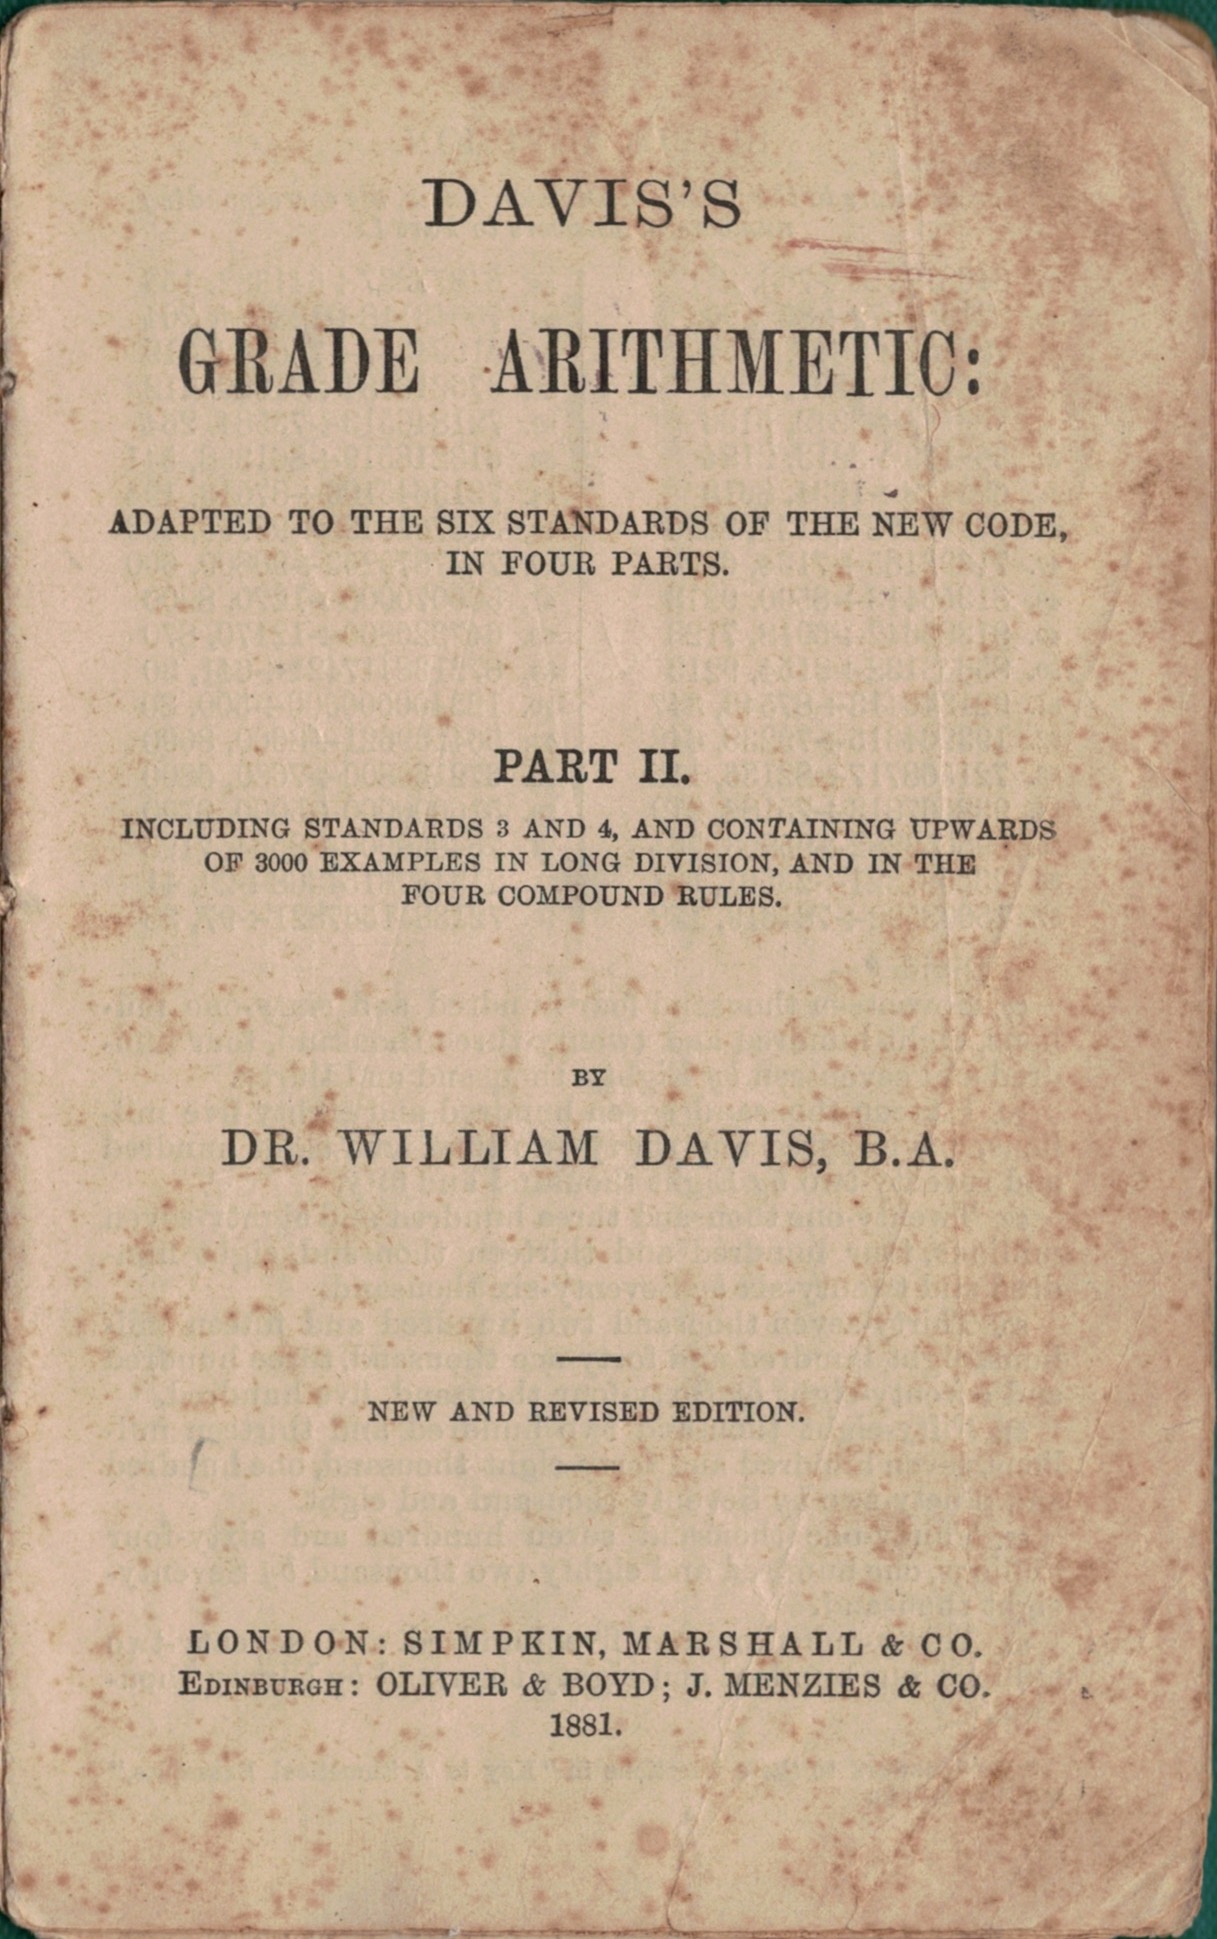 DAVIS'S
GRADE ARITHMETIC:
ADAPTED TO THE SIX STANDARDS OF THE NEW CODE,
IN FOUR PARTS.
PART II.
INCLUDING STANDARDS 3 AND 4, AND CONTAINING UPWARDS
OF 3000 EXAMPLES IN LONG DIVISION, AND IN THE
FOUR COMPOUND RULES.
BY
DR. WILLIAM DAVIS, B.A.
NEW AND REVISED EDITION.
LONDON: SIMPKIN, MARSHALL & CO.
EDINBURGH: OLIVER & BOYD; J. MENZIES & CO.
1881.